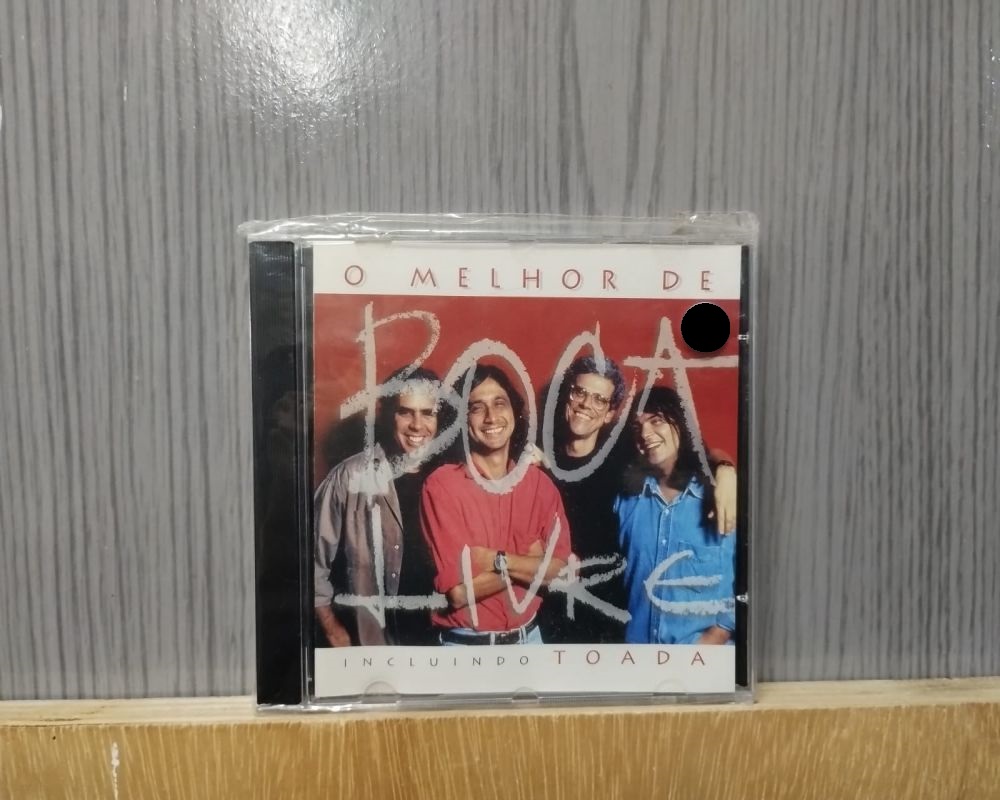 O MELHOR DE
BOCA
LIVRE
INCLUINDO TOADA